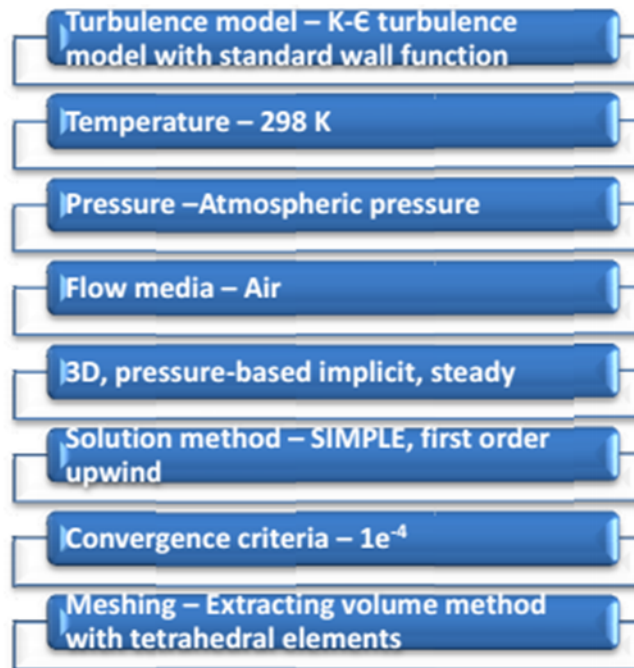 Turbulence model – K-Є turbulence
model with standard wall function
Temperature – 298 K
Pressure –Atmospheric pressure
Flow media – Air
3D, pressure-based implicit, steady
Solution method – SIMPLE, first order
upwind
Convergence criteria – 1e⁻⁴
Meshing – Extracting volume method
with tetrahedral elements